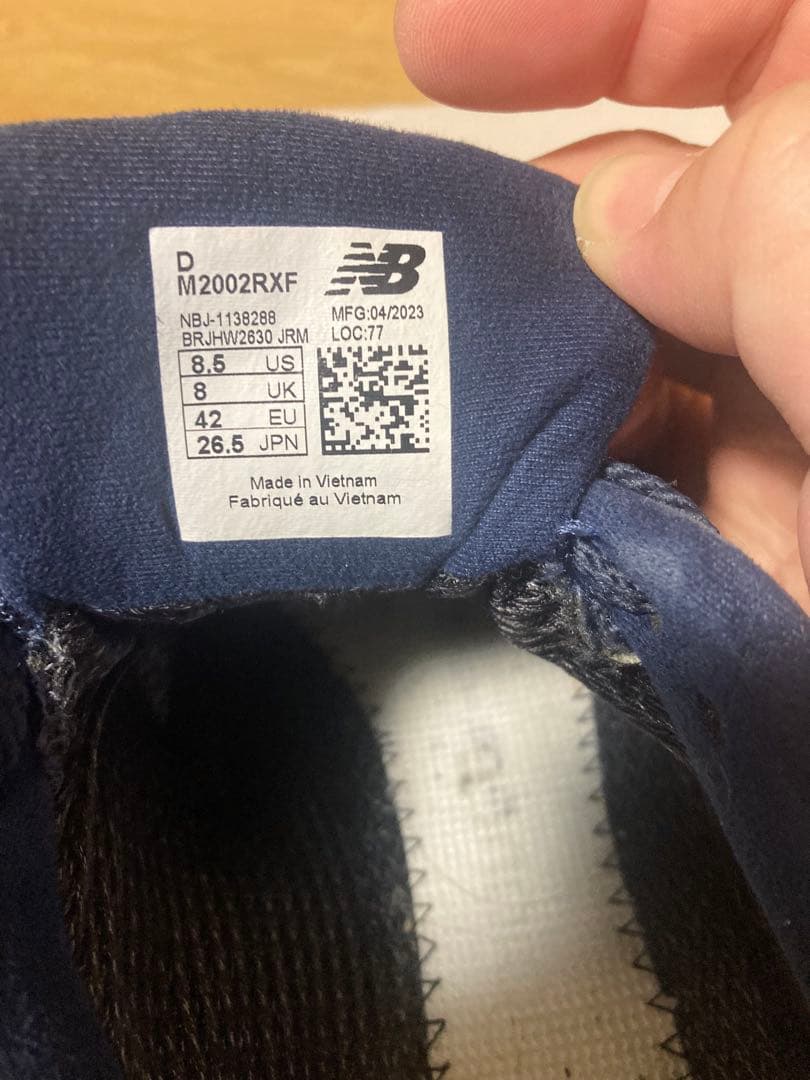 D
M2002RXF
NB
NBJ-1138288
MFG:04/2023
BRJHW2630 JRM
LOC:77
8.5 US
8 UK
42 EU
26.5 JPN
Made in Vietnam
Fabriqué au Vietnam